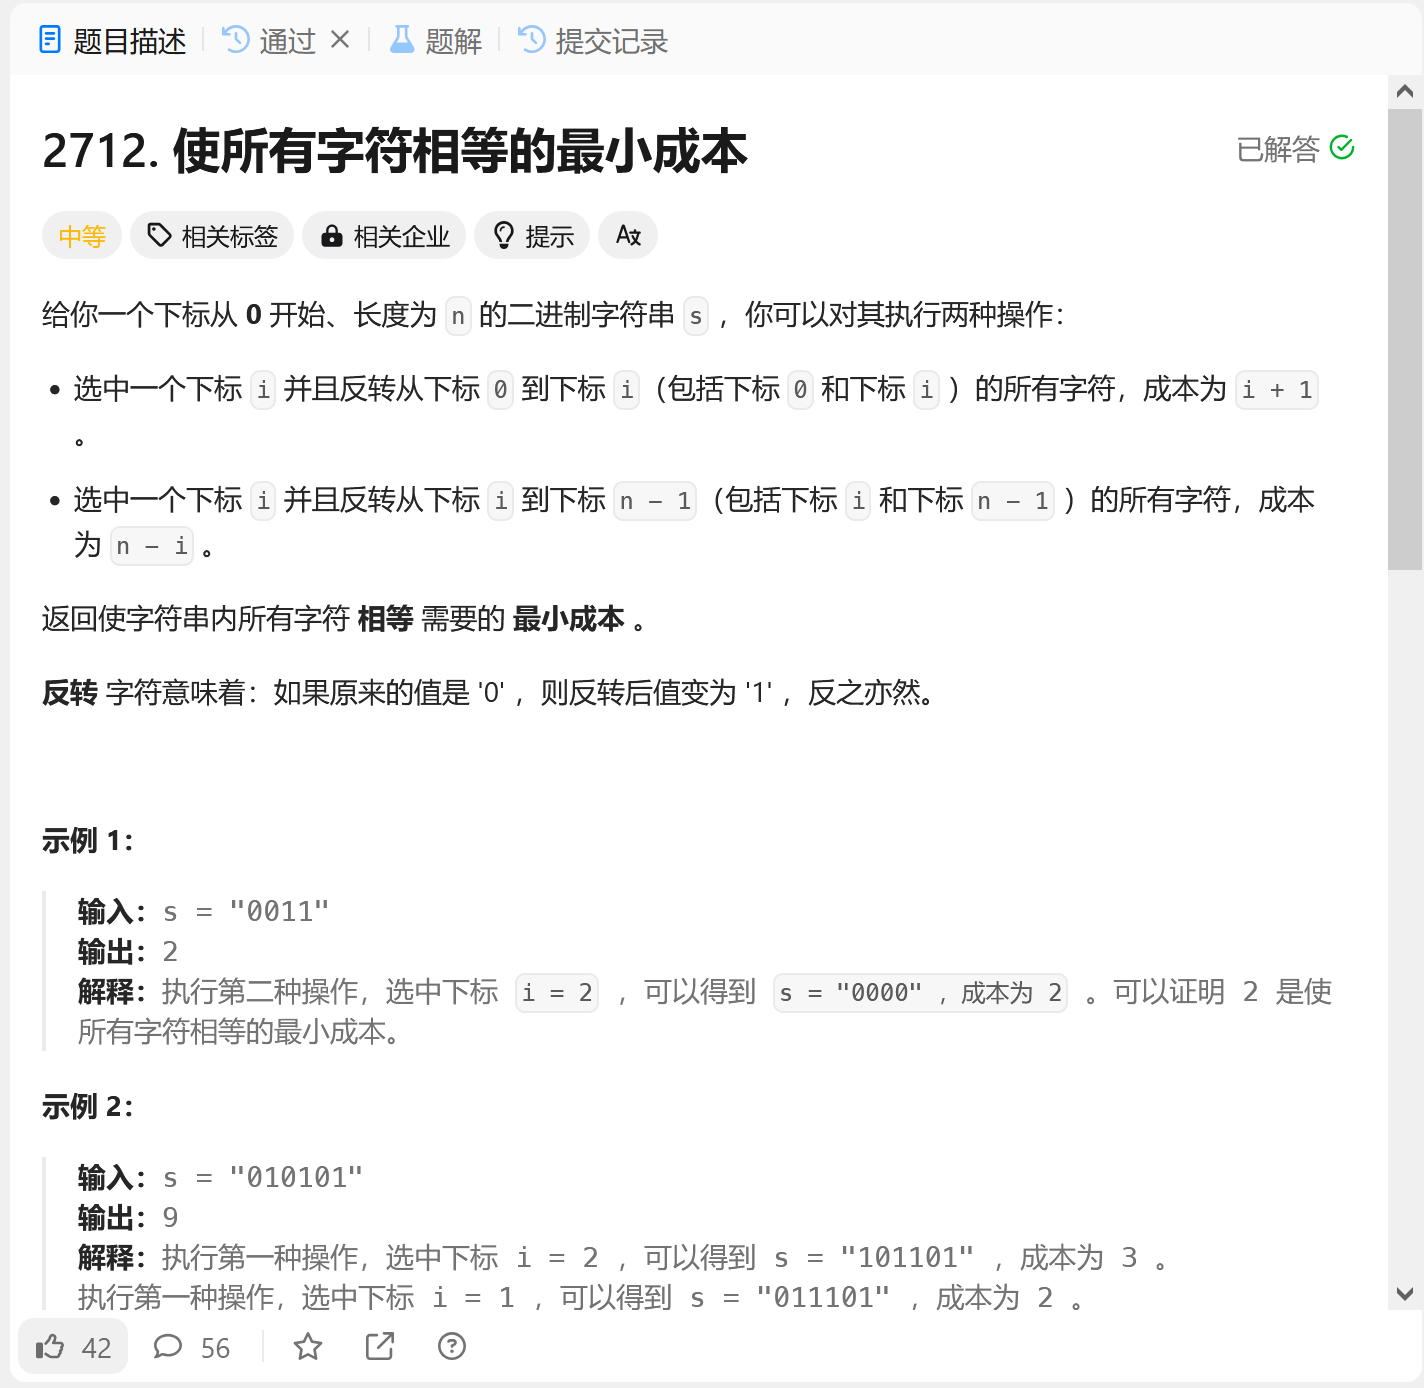 题目描述 通过 题解 提交记录
2712. 使所有字符相等的最小成本 已解答
中等 相关标签 相关企业 提示
给你一个下标从 0 开始、长度为 n 的二进制字符串 s ，你可以对其执行两种操作：
• 选中一个下标 i 并且反转从下标 0 到下标 i（包括下标 0 和下标 i ）的所有字符，成本为 i + 1
。
• 选中一个下标 i 并且反转从下标 i 到下标 n - 1（包括下标 i 和下标 n - 1 ）的所有字符，成本
为 n - i 。
返回使字符串内所有字符 相等 需要的 最小成本 。
反转 字符意味着：如果原来的值是 '0' ，则反转后值变为 '1' ，反之亦然。
示例 1：
输入：s = "0011"
输出：2
解释：执行第二种操作，选中下标 i = 2 ，可以得到 s = "0000" ，成本为 2 。可以证明 2 是使
所有字符相等的最小成本。
示例 2：
输入：s = "010101"
输出：9
解释：执行第一种操作，选中下标 i = 2 ，可以得到 s = "101101" ，成本为 3 。
执行第一种操作，选中下标 i = 1 ，可以得到 s = "011101" ，成本为 2 。
42 56